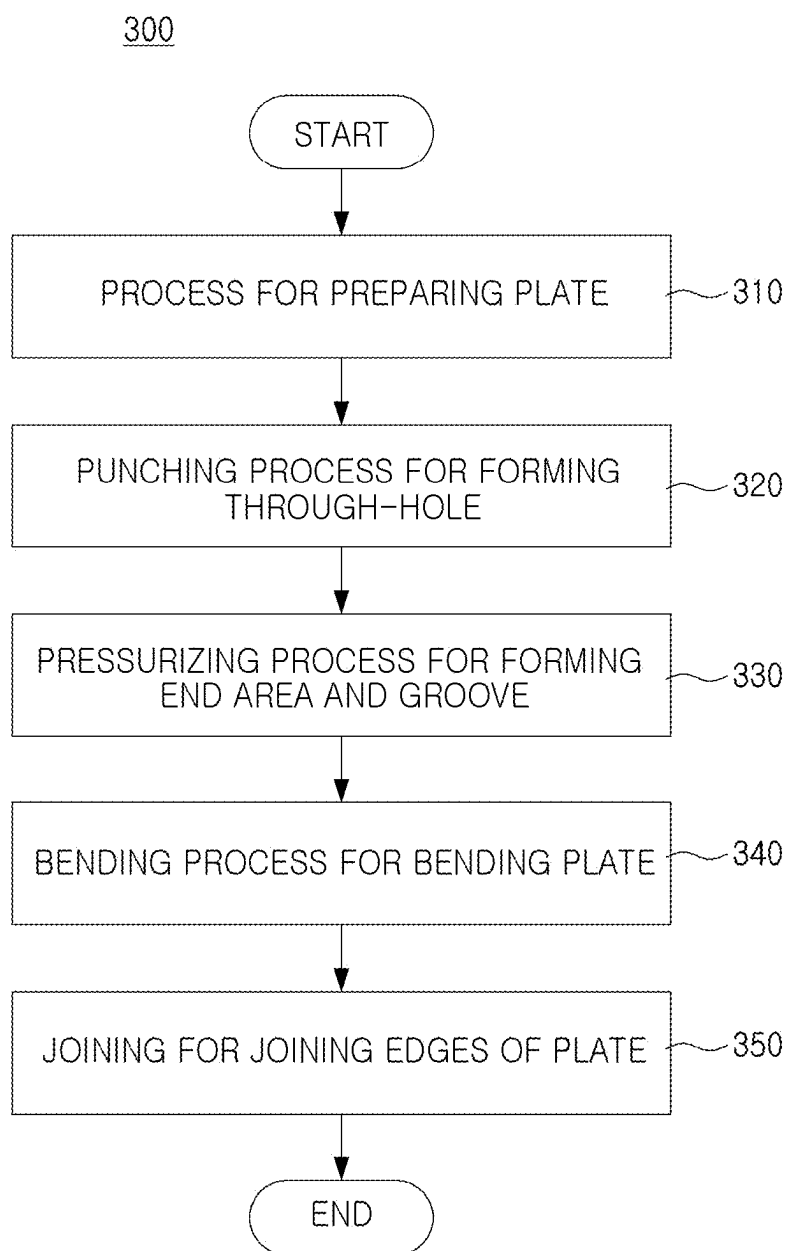 300
START
PROCESS FOR PREPARING PLATE
310
PUNCHING PROCESS FOR FORMING
THROUGH-HOLE
320
PRESSURIZING PROCESS FOR FORMING
END AREA AND GROOVE
330
BENDING PROCESS FOR BENDING PLATE
340
JOINING FOR JOINING EDGES OF PLATE
350
END